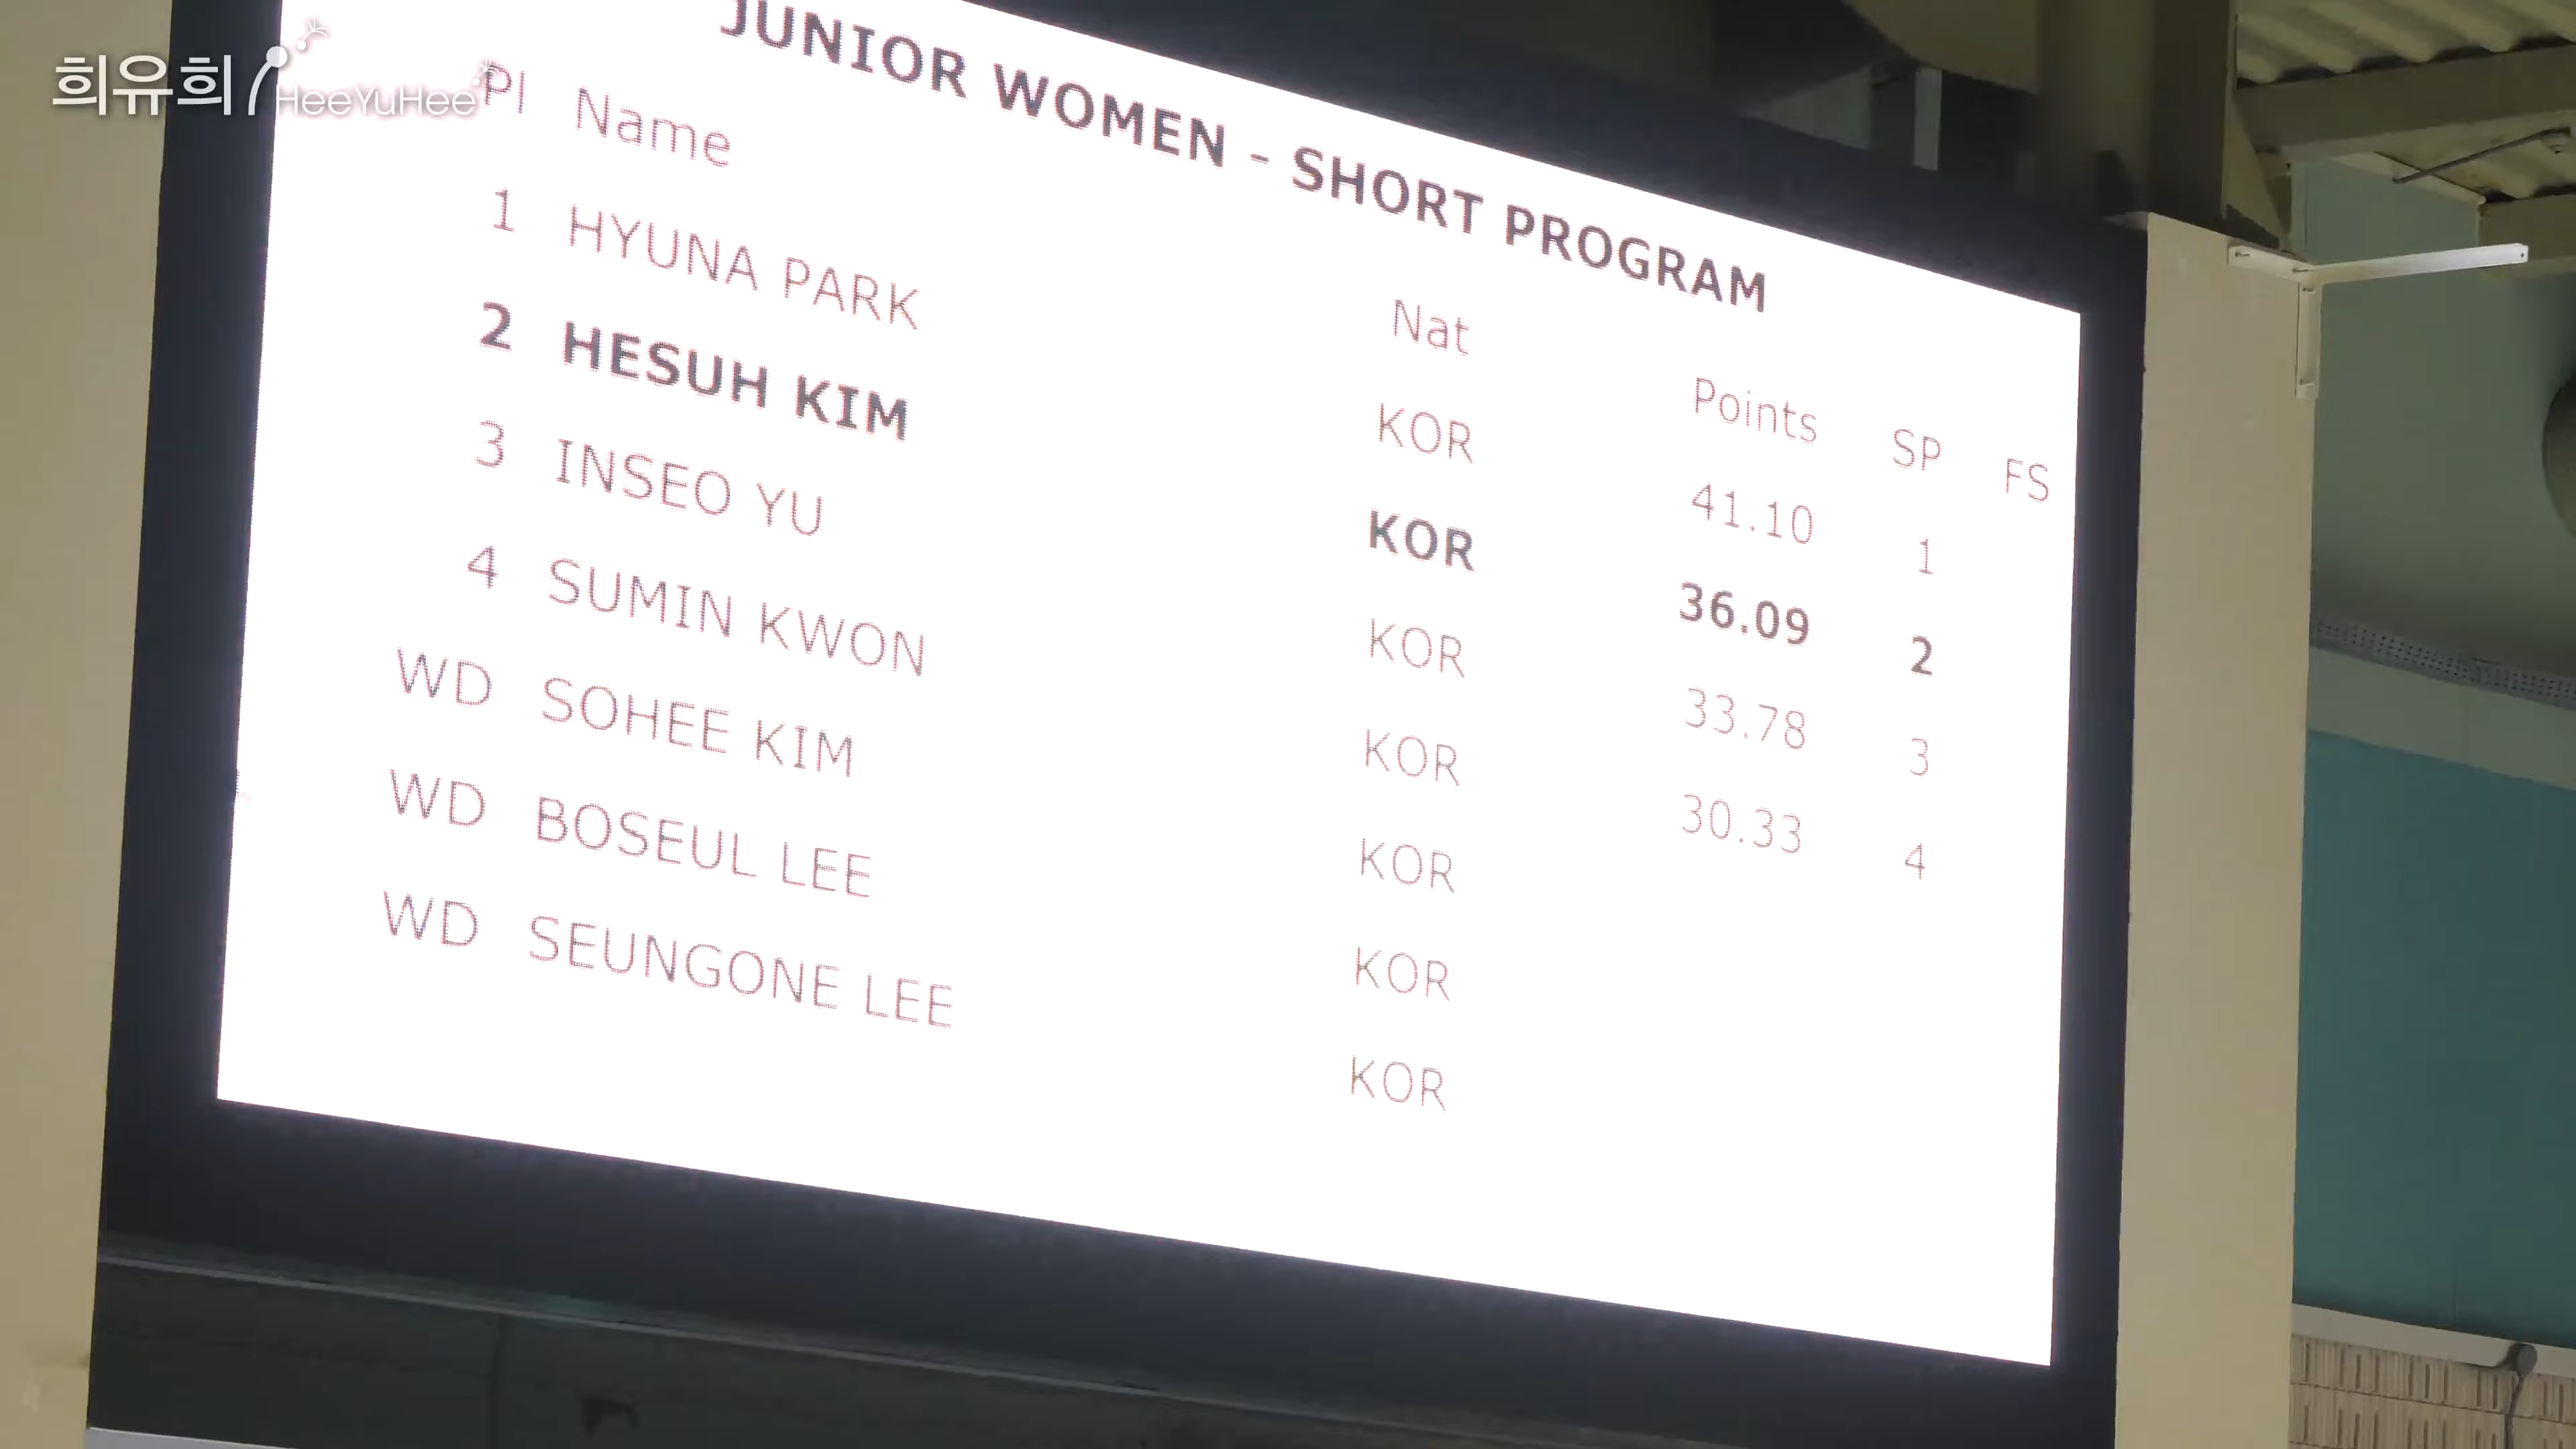 희유희 HeeYuHee
JUNIOR WOMEN - SHORT PROGRAM
Pl Name Nat Points SP FS
1 HYUNA PARK KOR 41.10 1
2 HESUH KIM KOR 36.09 2
3 INSEO YU KOR 33.78 3
4 SUMIN KWON KOR 30.33 4
WD SOHEE KIM KOR
WD BOSEUL LEE KOR
WD SEUNGONE LEE KOR